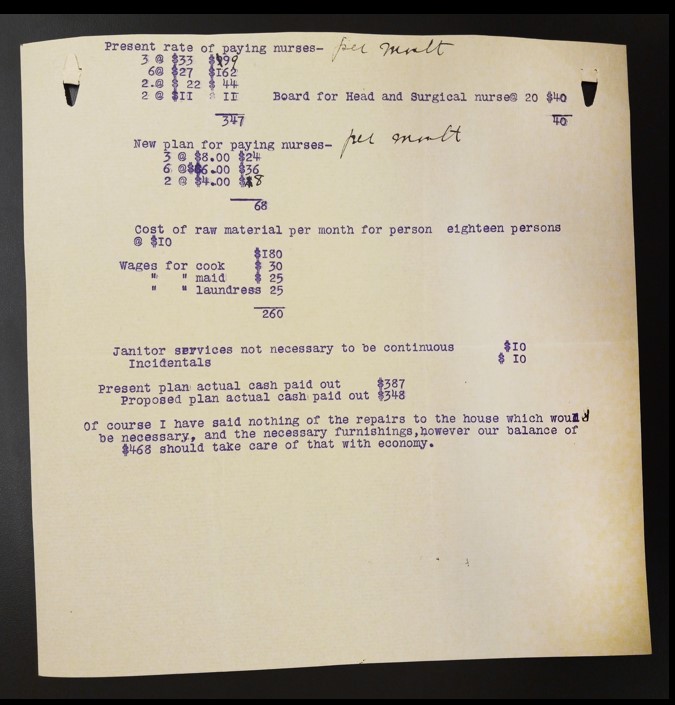 Present rate of paying nurses- per month
3 @ $33 $99
6@ $27 $162
2.@ $ 22 $ 44
2 @ $II $ II Board for Head and Surgical nurse@ 20 $40
347 40
New plan for paying nurses- per month
3 @ $8.00 $24
6 @$6.00 $36
2 @ $4.00 $8
68
Cost of raw material per month for person eighteen persons
@ $IO
$I80
Wages for cook $ 30
" " maid $ 25
" " laundress 25
260
Janitor services not necessary to be continuous $IO
Incidentals $ IO
Present plan actual cash paid out $387
Proposed plan actual cash paid out $348
Of course I have said nothing of the repairs to the house which would
be necessary, and the necessary furnishings,however our balance of
$468 should take care of that with economy.